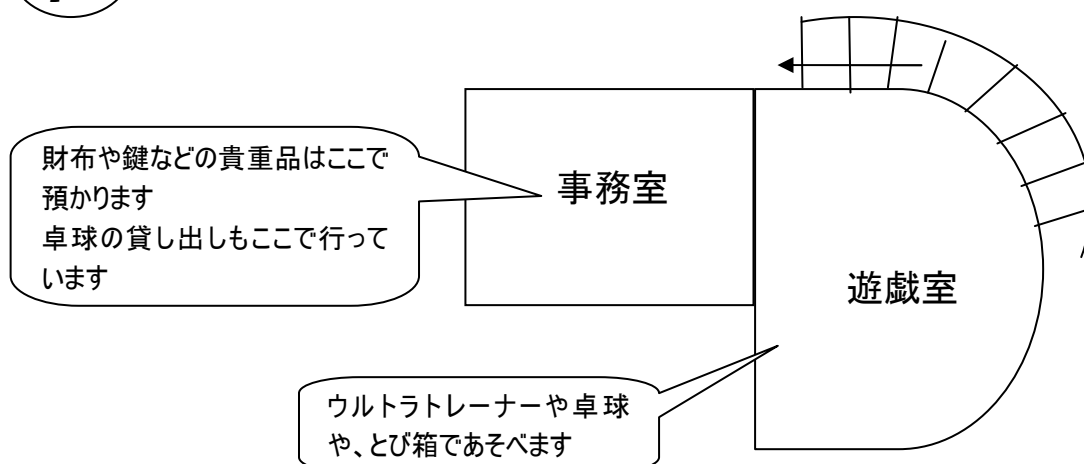 財布や鍵などの貴重品はここで
預かります
卓球の貸し出しもここで行って
います
事務室
遊戯室
ウルトラトレーナーや卓球
や、とび箱であそべます